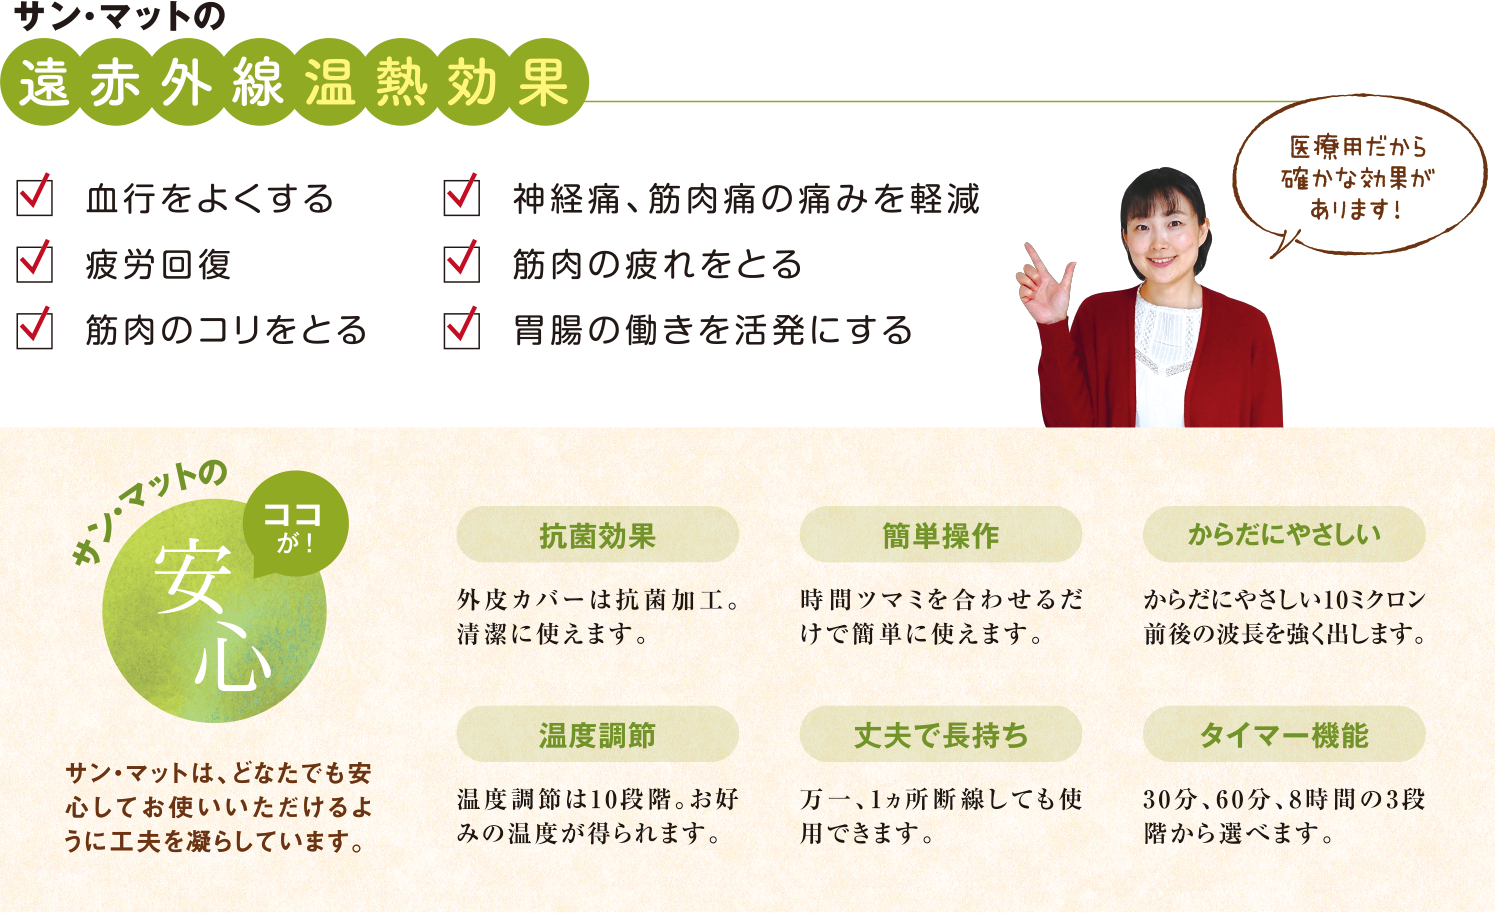 サン・マットの
遠赤外線温熱効果
血行をよくする
疲労回復
筋肉のコリをとる
神経痛、筋肉痛の痛みを軽減
筋肉の疲れをとる
胃腸の働きを活発にする
医療用だから
確かな効果が
あります!
サン・マットの
安心
ココ
が!
サン・マットは、どなたでも安
心してお使いいただけるよ
うに工夫を凝らしています。
抗菌効果
外皮カバーは抗菌加工。
清潔に使えます。
簡単操作
時間ツマミを合わせるだ
けで簡単に使えます。
からだにやさしい
からだにやさしい10ミクロン
前後の波長を強く出します。
温度調節
温度調節は10段階。お好
みの温度が得られます。
丈夫で長持ち
万一、1ヵ所断線しても使
用できます。
タイマー機能
30分、60分、8時間の3段
階から選べます。